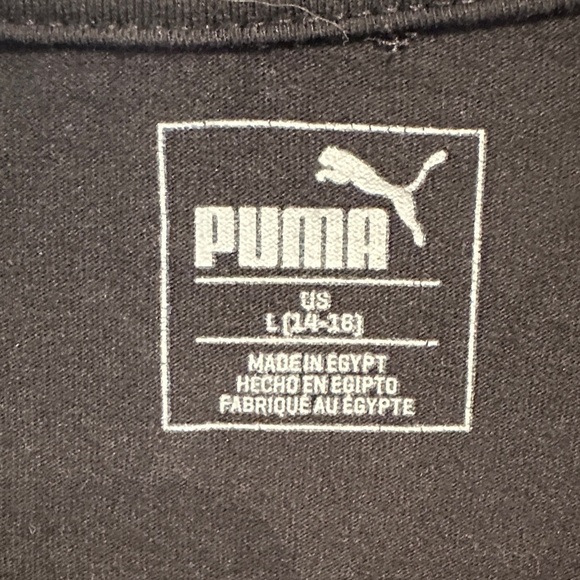 PUMA
US
L (14-16)
MADE IN EGYPT
HECHO EN EGIPTO
FABRIQUÉ AU ÉGYPTE